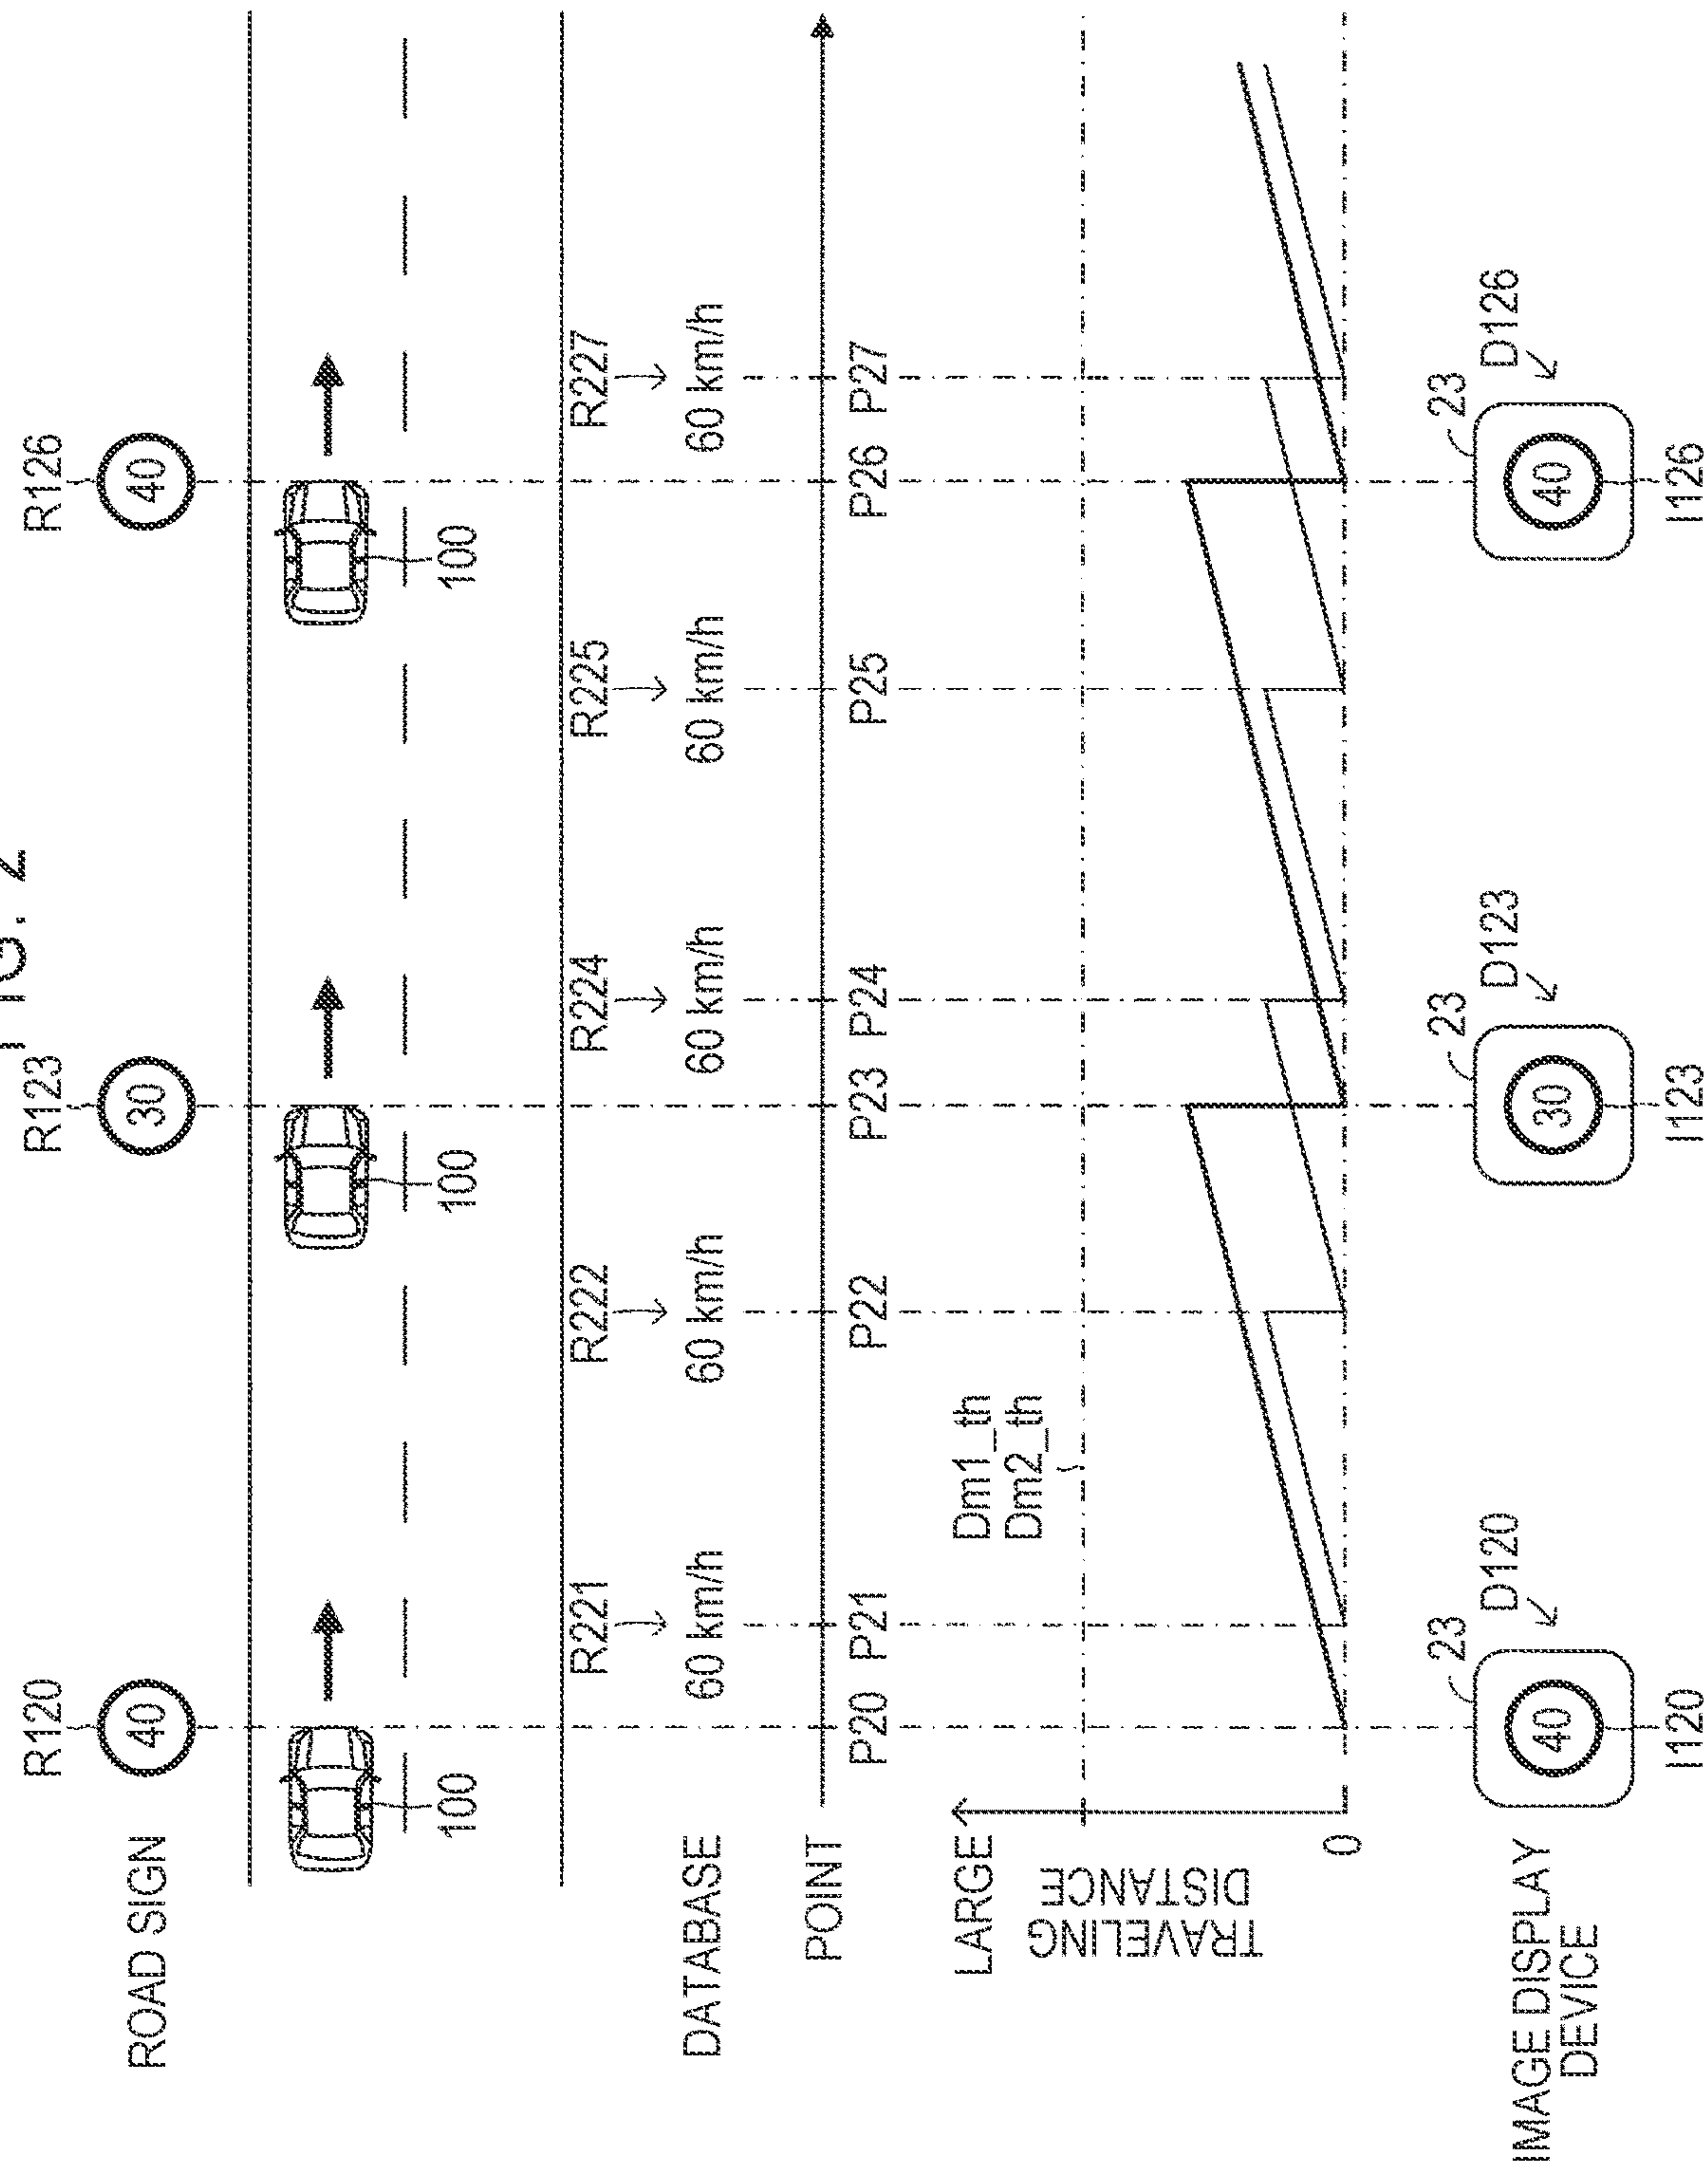 FIG. 2
ROAD SIGN
R120
R123
R126
40
30
40
100
100
100
DATABASE
R221
R222
R224
R225
R227
60 km/h
60 km/h
60 km/h
60 km/h
60 km/h
POINT
P20
P21
P22
P23
P24
P25
P26
P27
LARGE
TRAVELING
DISTANCE
0
Dm1_th
Dm2_th
IMAGE DISPLAY
DEVICE
23
D120
40
I120
23
D123
30
I123
23
D126
40
I126